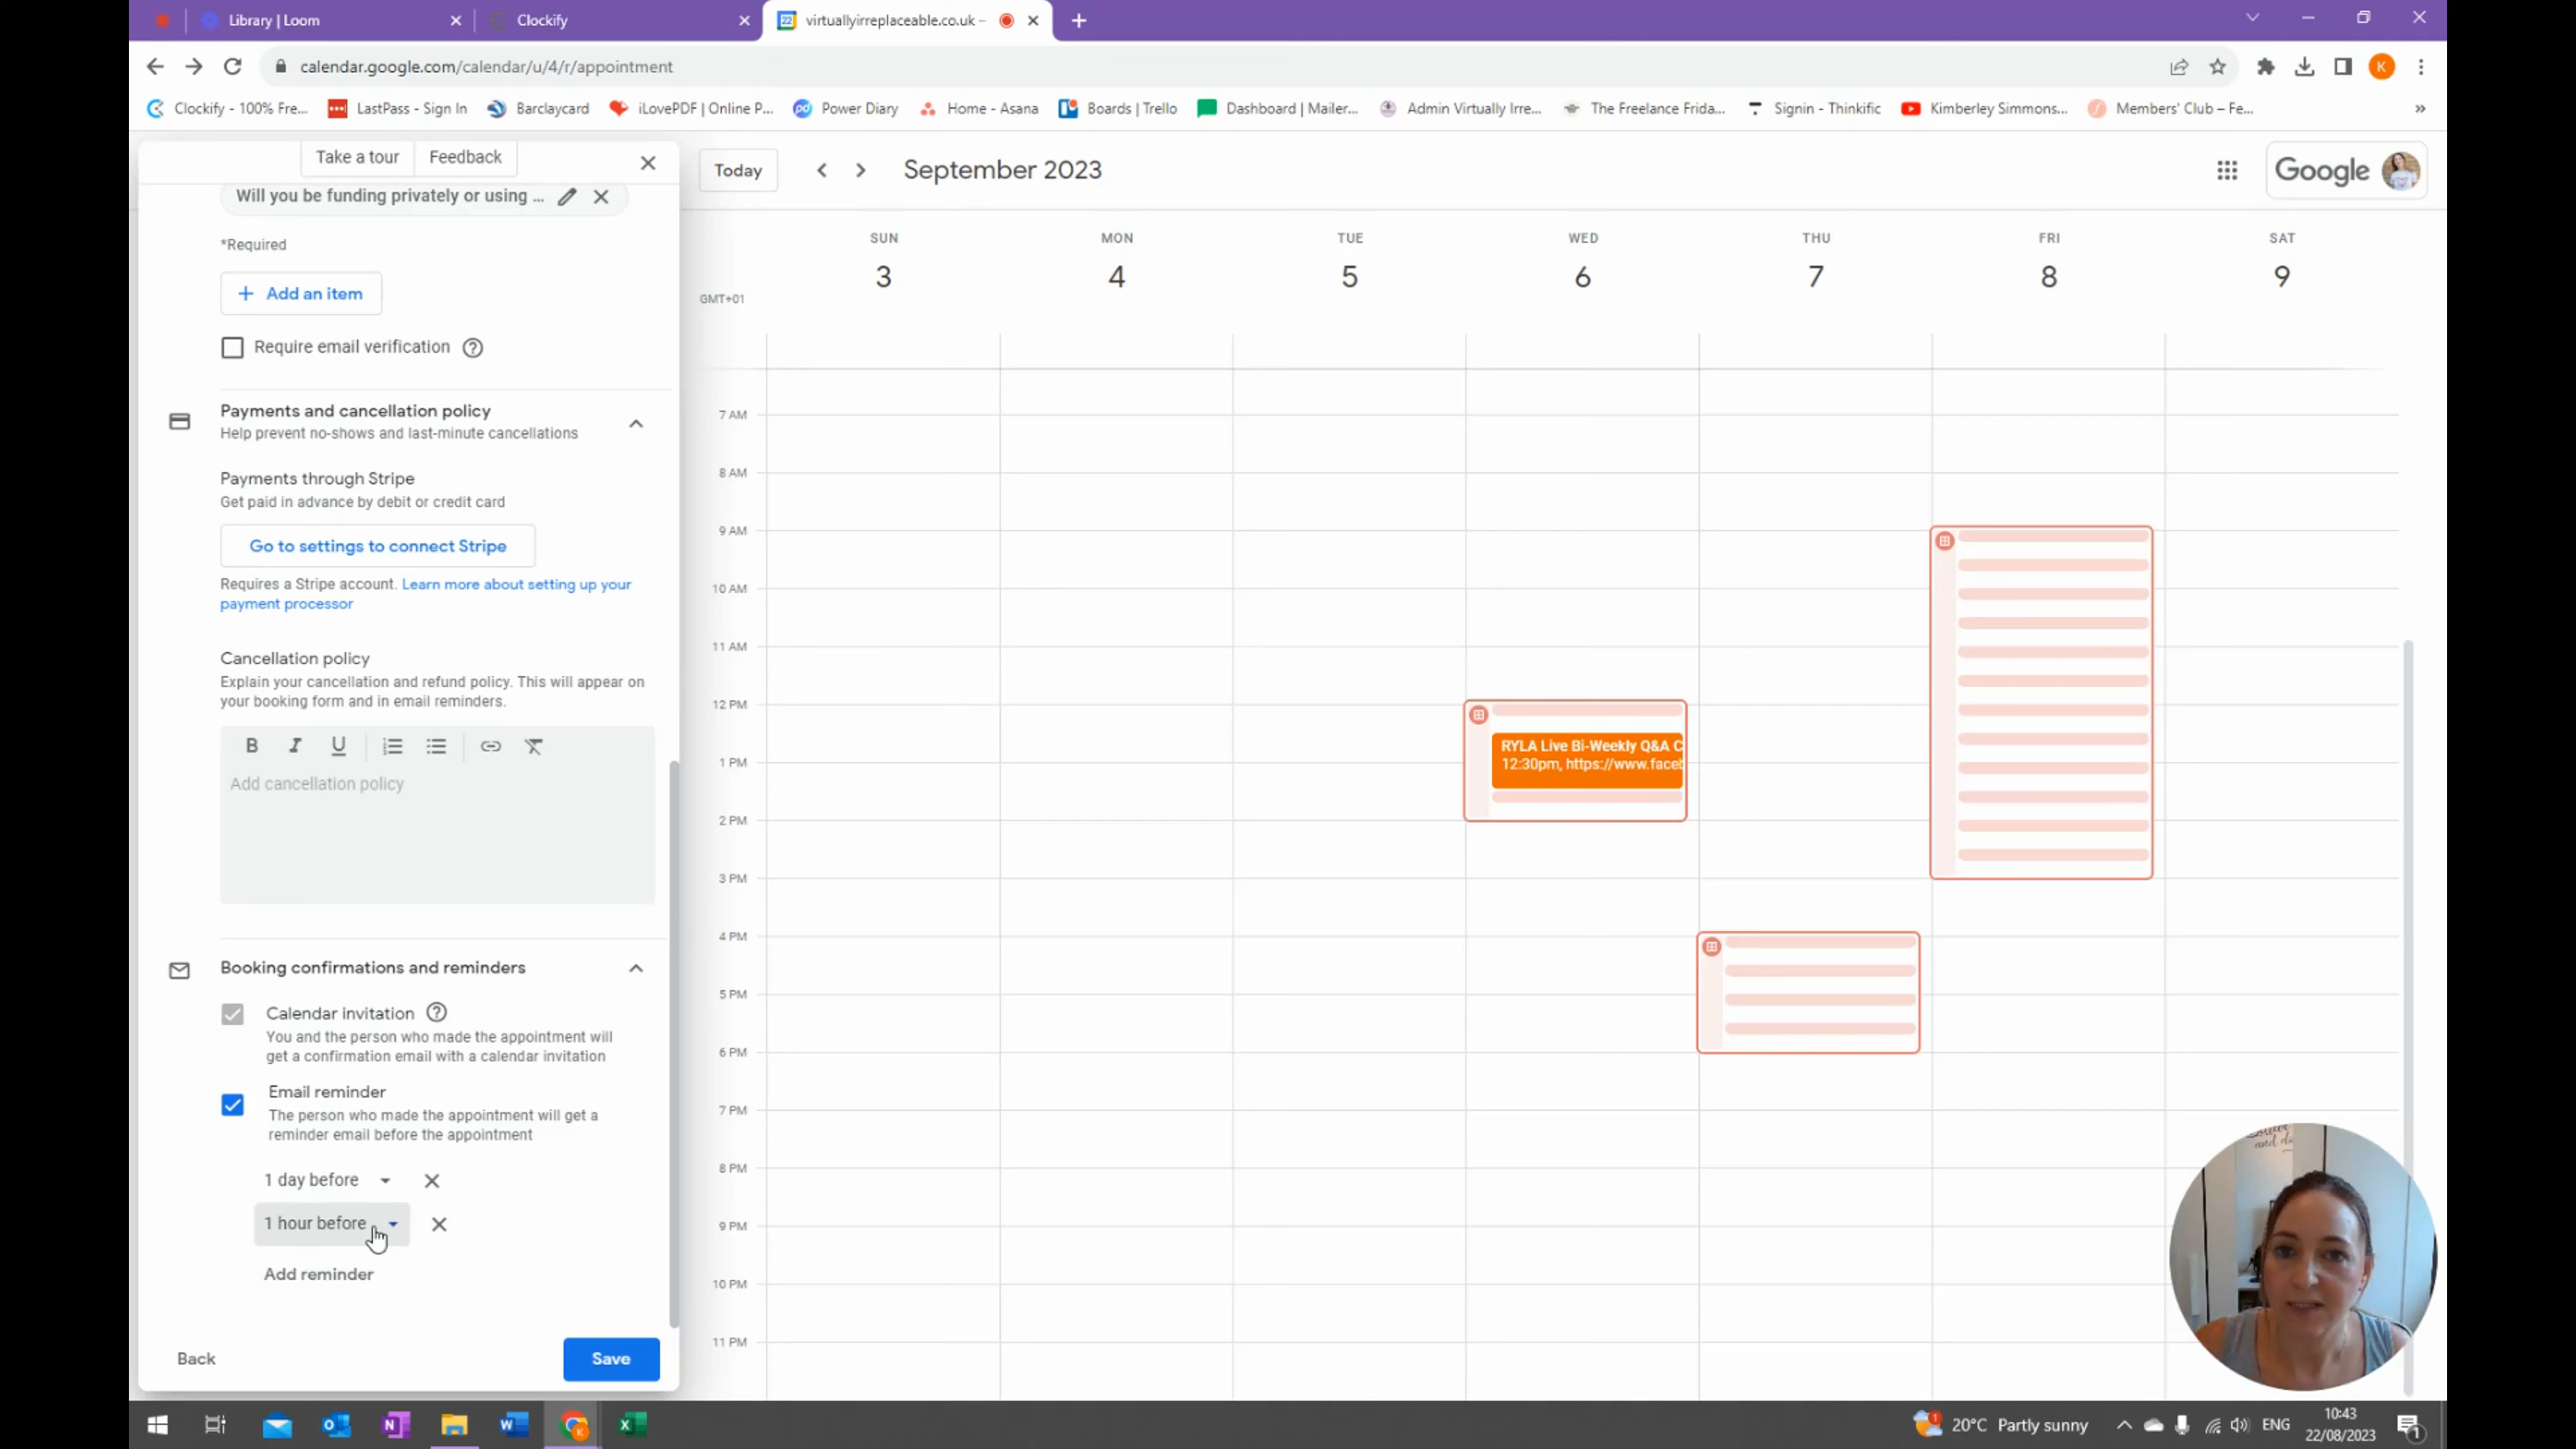 Library | Loom
Clockify
virtuallyirreplaceable.co.uk –
calendar.google.com/calendar/u/4/r/appointment
K
Clockify - 100% Fre...
LastPass - Sign In
Barclaycard
iLovePDF | Online P...
Power Diary
Home - Asana
Boards | Trello
Dashboard | Mailer...
Admin Virtually Irre...
The Freelance Frida...
Signin - Thinkific
Kimberley Simmons...
Members' Club – Fe...
»
Take a tour
Feedback
Will you be funding privately or using ...
*Required
+ Add an item
Require email verification
Payments and cancellation policy
Help prevent no-shows and last-minute cancellations
Payments through Stripe
Get paid in advance by debit or credit card
Go to settings to connect Stripe
Requires a Stripe account. Learn more about setting up your
payment processor
Cancellation policy
Explain your cancellation and refund policy. This will appear on
your booking form and in email reminders.
B I U
Add cancellation policy
Booking confirmations and reminders
Calendar invitation
You and the person who made the appointment will
get a confirmation email with a calendar invitation
Email reminder
The person who made the appointment will get a
reminder email before the appointment
1 day before
1 hour before
Add reminder
Back
Save
Today
September 2023
Google
SUN
MON
TUE
WED
THU
FRI
SAT
3
4
5
6
7
8
9
GMT+01
7 AM
8 AM
9 AM
10 AM
11 AM
12 PM
1 PM
2 PM
3 PM
4 PM
5 PM
6 PM
7 PM
8 PM
9 PM
10 PM
11 PM
RYLA Live Bi-Weekly Q&A C
12:30pm, https://www.faceb
20°C Partly sunny
ENG
10:43
22/08/2023